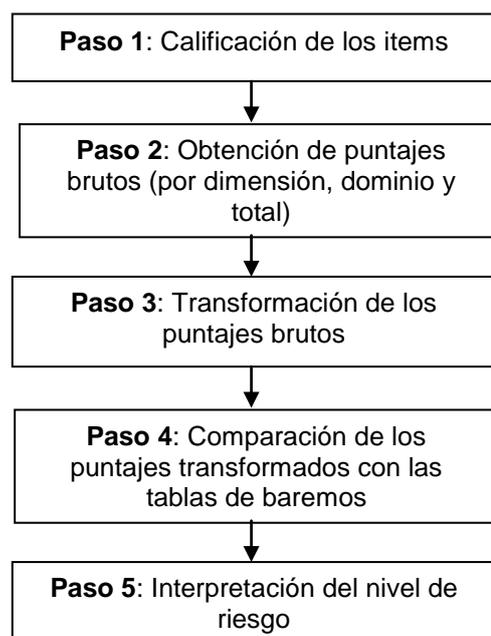 Paso 1: Calificación de los items
Paso 2: Obtención de puntajes
brutos (por dimensión, dominio y
total)
Paso 3: Transformación de los
puntajes brutos
Paso 4: Comparación de los
puntajes transformados con las
tablas de baremos
Paso 5: Interpretación del nivel de
riesgo